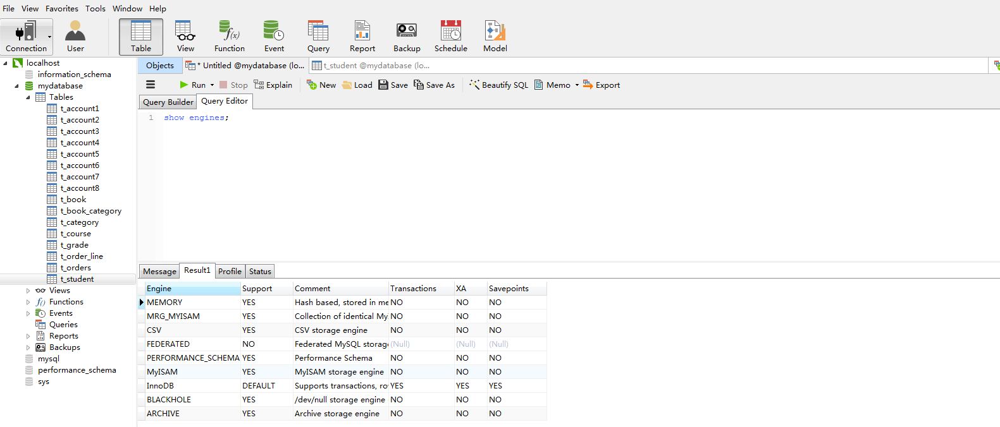 File View Favorites Tools Window Help
Connection User Table View Function Event Query Report Backup Schedule Model
localhost
information_schema
mydatabase
Tables
t_account1
t_account2
t_account3
t_account4
t_account5
t_account6
t_account7
t_account8
t_book
t_book_category
t_category
t_course
t_grade
t_order_line
t_orders
t_student
Views
Functions
Events
Queries
Reports
Backups
mysql
performance_schema
sys
Objects * Untitled @mydatabase (lo... t_student @mydatabase (lo...
Run Stop Explain New Load Save Save As Beautify SQL Memo Export
Query Builder Query Editor
1 show engines;
Message Result1 Profile Status
Engine Support Comment Transactions XA Savepoints
MEMORY YES Hash based, stored in me NO NO NO
MRG_MYISAM YES Collection of identical My NO NO NO
CSV YES CSV storage engine NO NO NO
FEDERATED NO Federated MySQL storag (Null) (Null) (Null)
PERFORMANCE_SCHEMA YES Performance Schema NO NO NO
MyISAM YES MyISAM storage engine NO NO NO
InnoDB DEFAULT Supports transactions, ro YES YES YES
BLACKHOLE YES /dev/null storage engine NO NO NO
ARCHIVE YES Archive storage engine NO NO NO